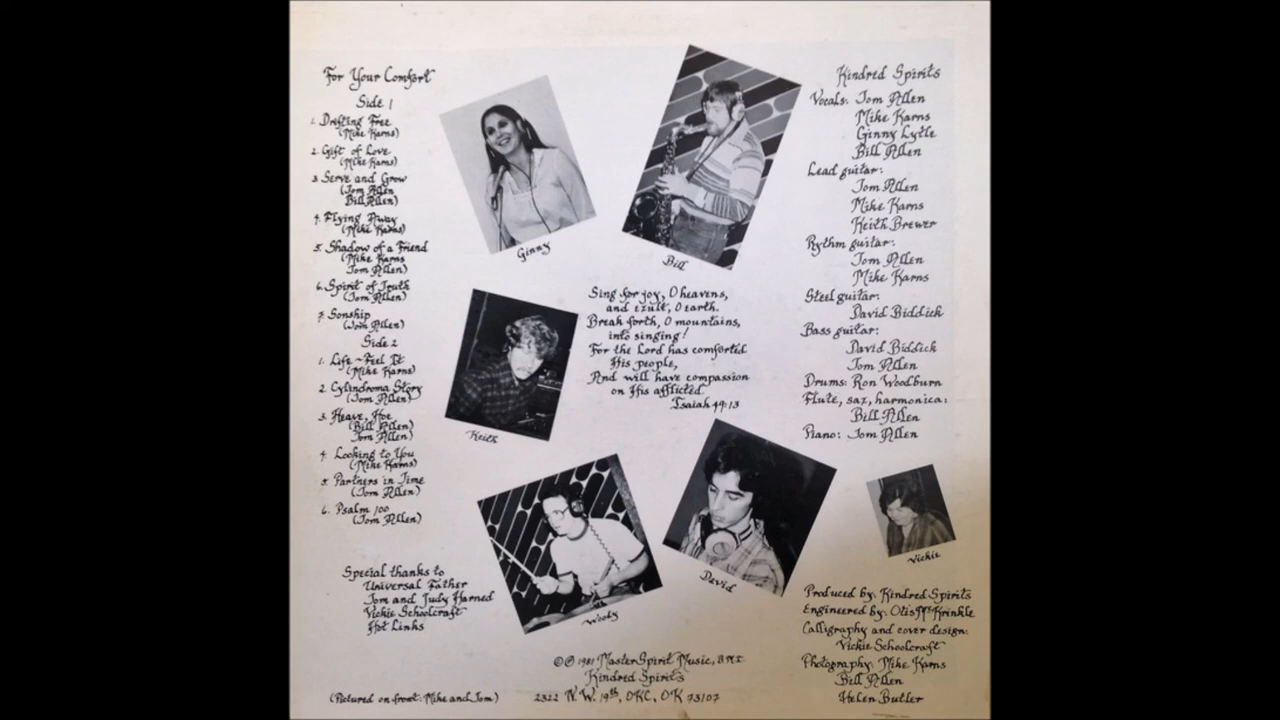 For Your Comfort
Side 1
1. Drifting Free
(Mike Karns)
2. Gift of Love
(Mike Karns)
3. Serve and Grow
(Tom Allen
Bill Allen)
4. Flying Away
(Mike Karns)
5. Shadow of a Friend
(Mike Karns
Tom Allen)
6. Spirit of Truth
(Tom Allen)
7. Sonship
(Tom Allen)
Side 2
1. Life ~ Feel It
(Mike Karns)
2. Cylindroma Story
(Tom Allen)
3. Heave, Hoe
(Bill Allen
Tom Allen)
4. Looking to You
(Mike Karns)
5. Partners in Time
(Tom Allen)
6. Psalm 100
(Tom Allen)
Special thanks to
Universal Father
Tom and Judy Harned
Vickie Schoolcraft
Hot Links
(Pictured on front: Mike and Tom)
Ginny
Bill
Sing for joy, O heavens,
and exult, O earth.
Break forth, O mountains,
into singing!
For the Lord has comforted
His people,
And will have compassion
on His afflicted.
Isaiah 49:13
Keith
Wooby
David
Vickie
©℗ 1981 MasterSpirit Music, B.M.I.
Kindred Spirits
2322 N.W. 19th, OKC, OK 73107
Kindred Spirits
Vocals: Tom Allen
Mike Karns
Ginny Lytle
Bill Allen
Lead guitar:
Tom Allen
Mike Karns
Keith Brewer
Rythm guitar:
Tom Allen
Mike Karns
Steel guitar:
David Biddick
Bass guitar:
David Biddick
Tom Allen
Drums: Ron Woodburn
Flute, sax, harmonica:
Bill Allen
Piano: Tom Allen
Produced by: Kindred Spirits
Engineered by: Otis McKrinkle
Calligraphy and cover design:
Vickie Schoolcraft
Photography: Mike Karns
Bill Allen
Helen Butler